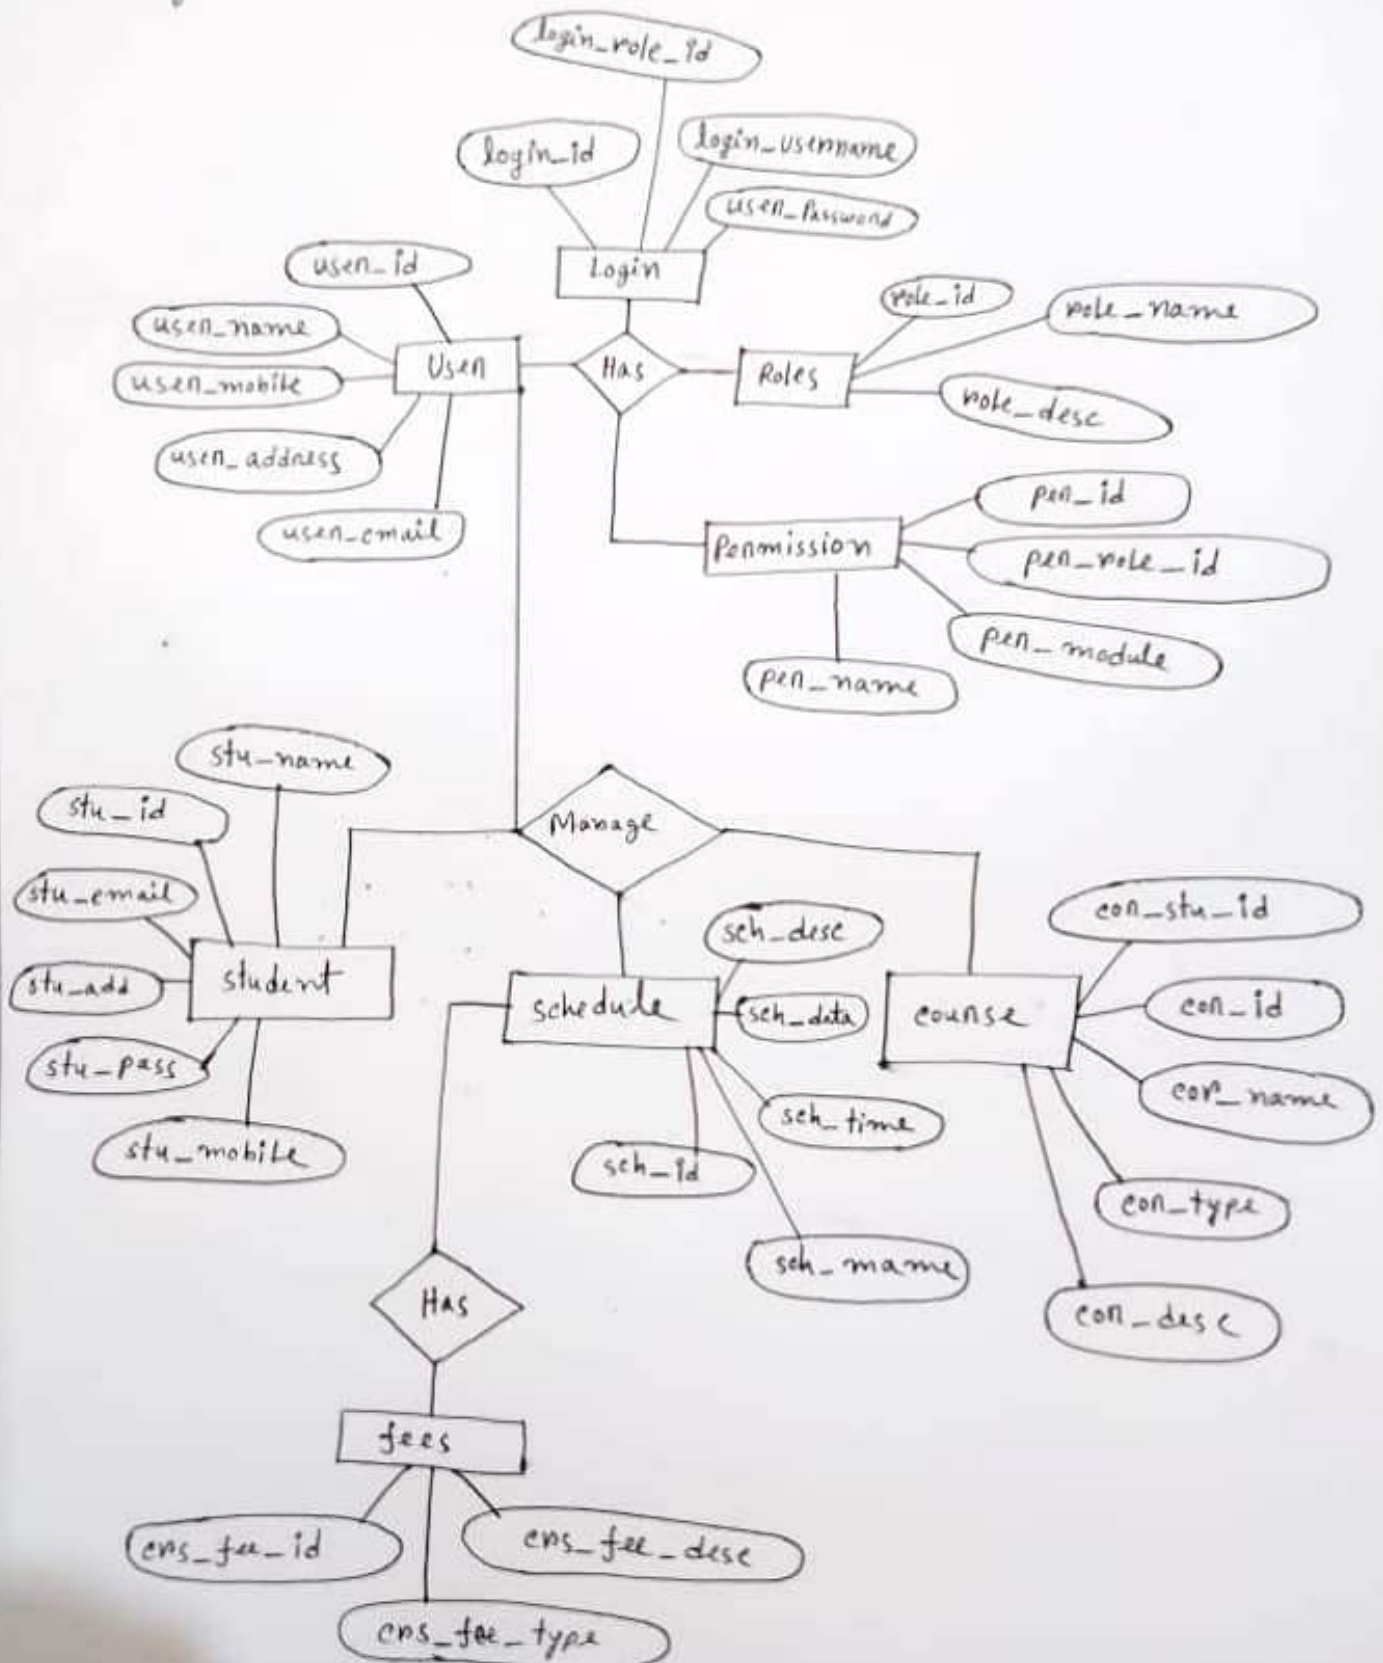 login_role_id
login_id
login_username
user_Password
Login
user_id
role_id
role_name
user_name
User
Has
Roles
user_mobile
role_desc
user_address
per_id
user_email
Permission
per_role_id
per_module
per_name
stu_name
stu_id
Manage
stu_email
cor_stu_id
sch_desc
student
stu_add
schedule
sch_data
course
cor_id
stu_pass
cor_name
sch_time
stu_mobile
sch_id
cor_type
sch_name
Has
cor_desc
fees
crs_fee_id
crs_fee_desc
crs_fee_type